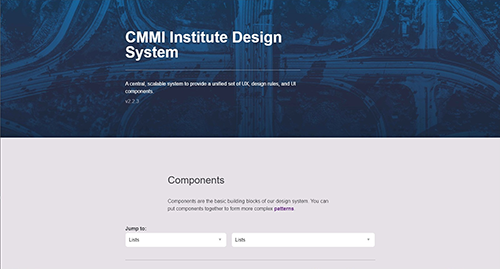 CMMI Institute Design
System
A central, scalable system to provide a unified set of UX, design rules, and UI
components.
v2.2.3
Components
Components are the basic building blocks of our design system. You can
put components together to form more complex patterns.
Jump to:
Lists
Lists